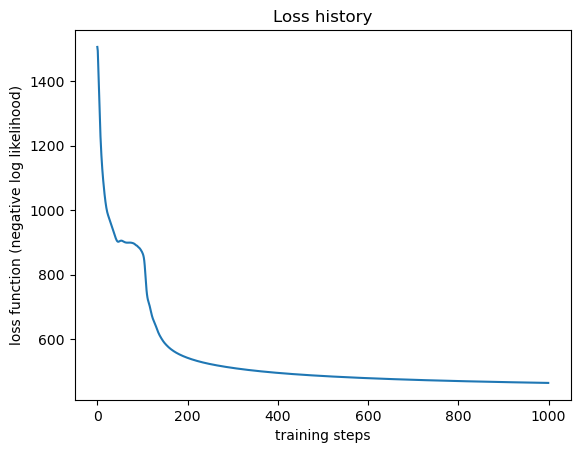 Loss history
loss function (negative log likelihood)
1400
1200
1000
800
600
0 200 400 600 800 1000
training steps